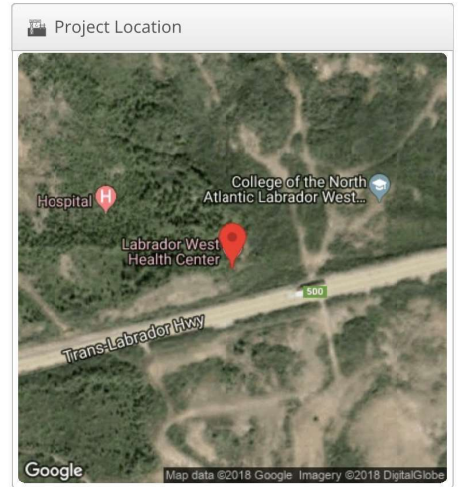 Project Location
College of the North
Atlantic Labrador West...
Hospital H
Labrador West
Health Center
500
Trans-Labrador Hwy
Google
Map data ©2018 Google Imagery ©2018 DigitalGlobe